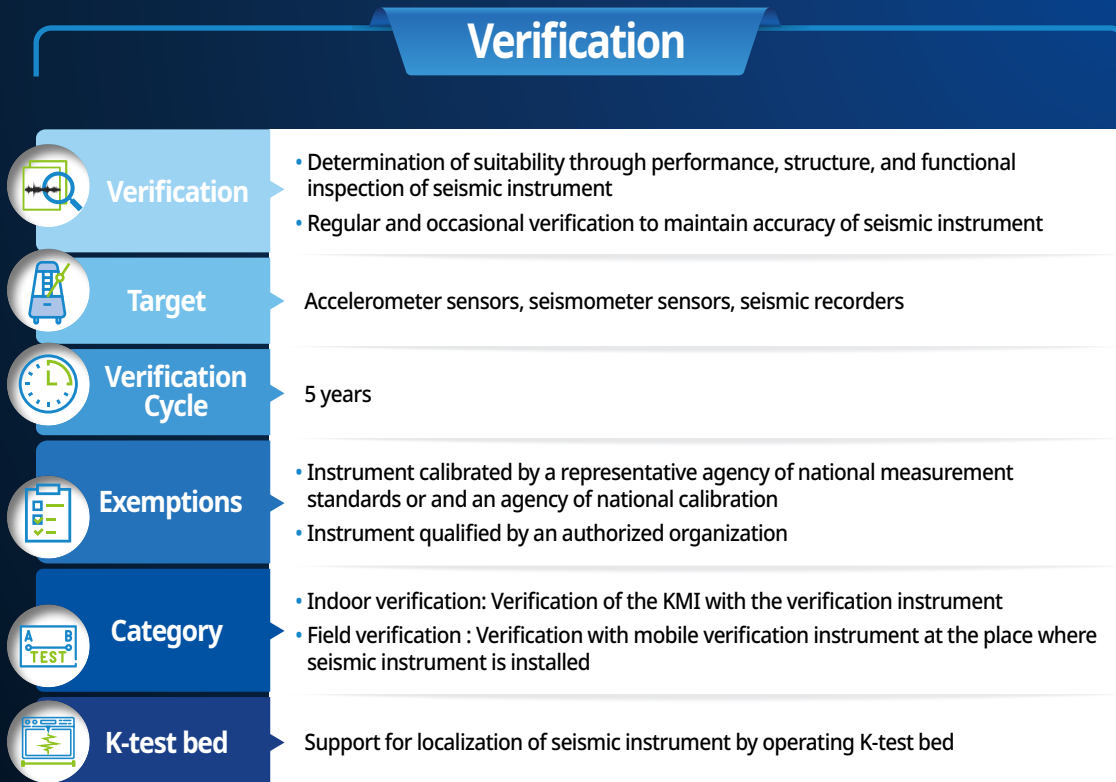 Verification
Verification
• Determination of suitability through performance, structure, and functional
inspection of seismic instrument
• Regular and occasional verification to maintain accuracy of seismic instrument
Target
Accelerometer sensors, seismometer sensors, seismic recorders
Verification
Cycle
5 years
Exemptions
• Instrument calibrated by a representative agency of national measurement
standards or and an agency of national calibration
• Instrument qualified by an authorized organization
Category
A B
TEST
• Indoor verification: Verification of the KMI with the verification instrument
• Field verification : Verification with mobile verification instrument at the place where
seismic instrument is installed
K-test bed
Support for localization of seismic instrument by operating K-test bed